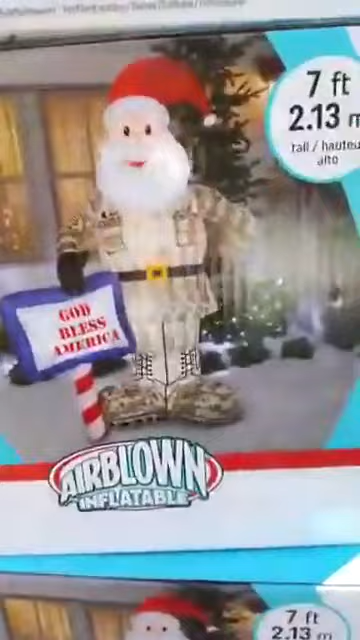 7 ft
2.13 m
tall / hauteur
alto
GOD
BLESS
AMERICA
AIRBLOWN
INFLATABLE
7 ft
2.13 m